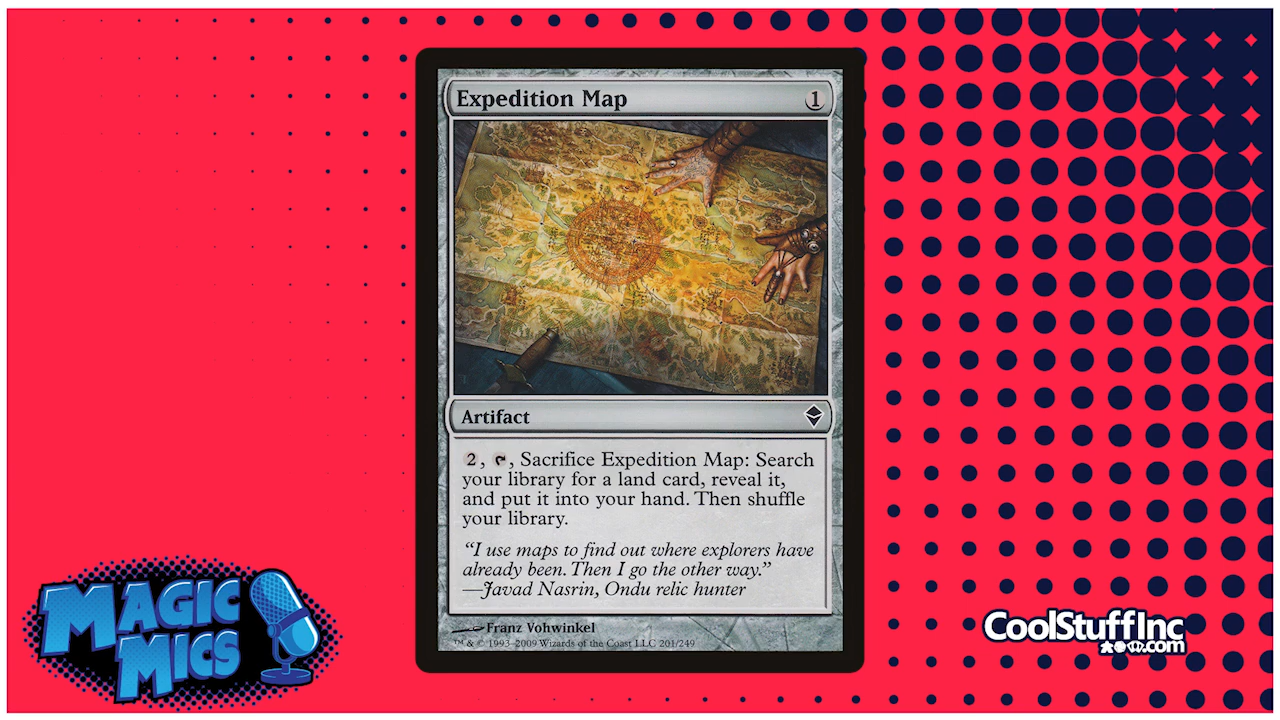 Expedition Map 1
Artifact
2, , Sacrifice Expedition Map: Search
your library for a land card, reveal it,
and put it into your hand. Then shuffle
your library.
“I use maps to find out where explorers have
already been. Then I go the other way.”
—Javad Nasrin, Ondu relic hunter
Franz Vohwinkel
™ & © 1993–2009 Wizards of the Coast LLC 201/249
MAGIC
MICS
CoolStuffInc
.com